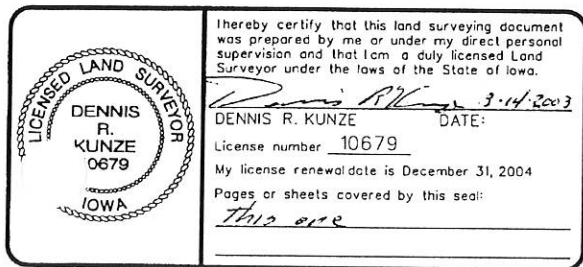 LICENSED LAND SURVEYOR
DENNIS
R.
KUNZE
0679
IOWA
I hereby certify that this land surveying document
was prepared by me or under my direct personal
supervision and that I am a duly licensed Land
Surveyor under the laws of the State of Iowa.
Dennis R Kunze 3-14-2003
DENNIS R. KUNZE DATE:
License number 10679
My license renewal date is December 31, 2004
Pages or sheets covered by this seal:
This one